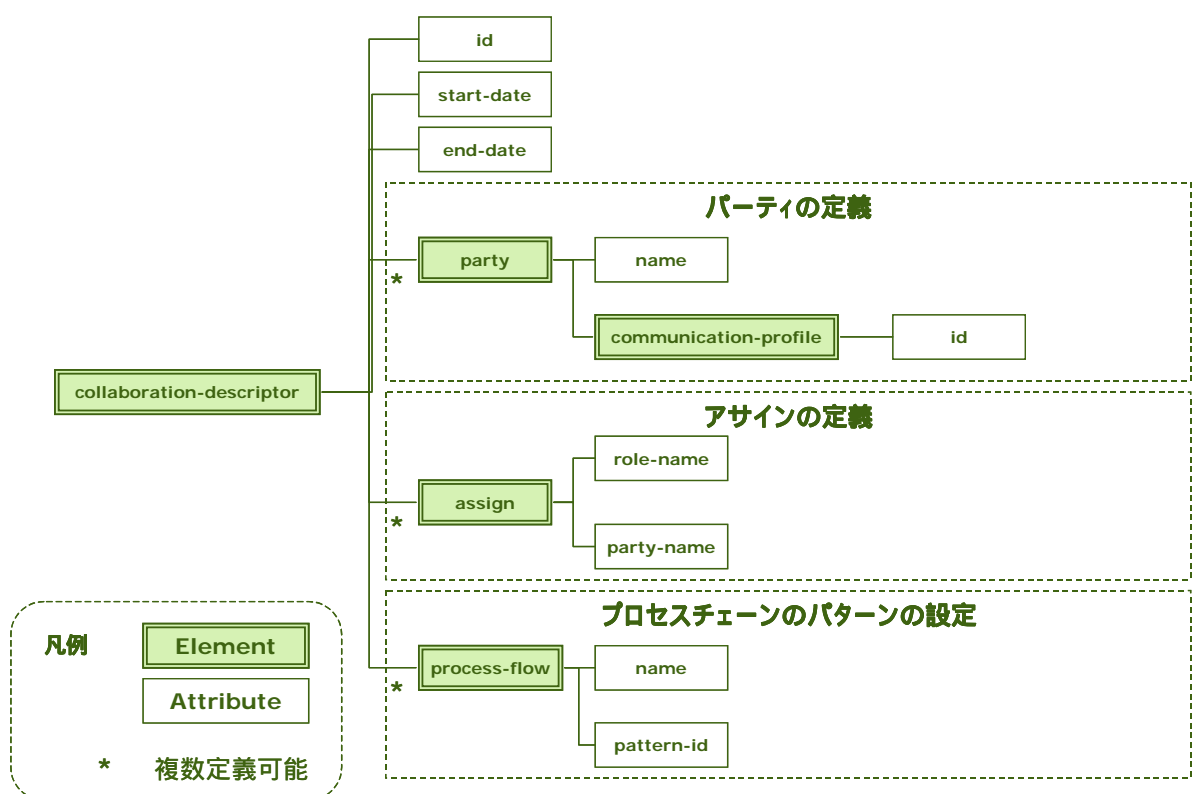 id
start-date
end-date
パーティの定義
party
name
*
communication-profile
id
collaboration-descriptor
アサインの定義
role-name
assign
*
party-name
プロセスチェーンのパターンの設定
process-flow
name
*
pattern-id
凡例
Element
Attribute
* 複数定義可能